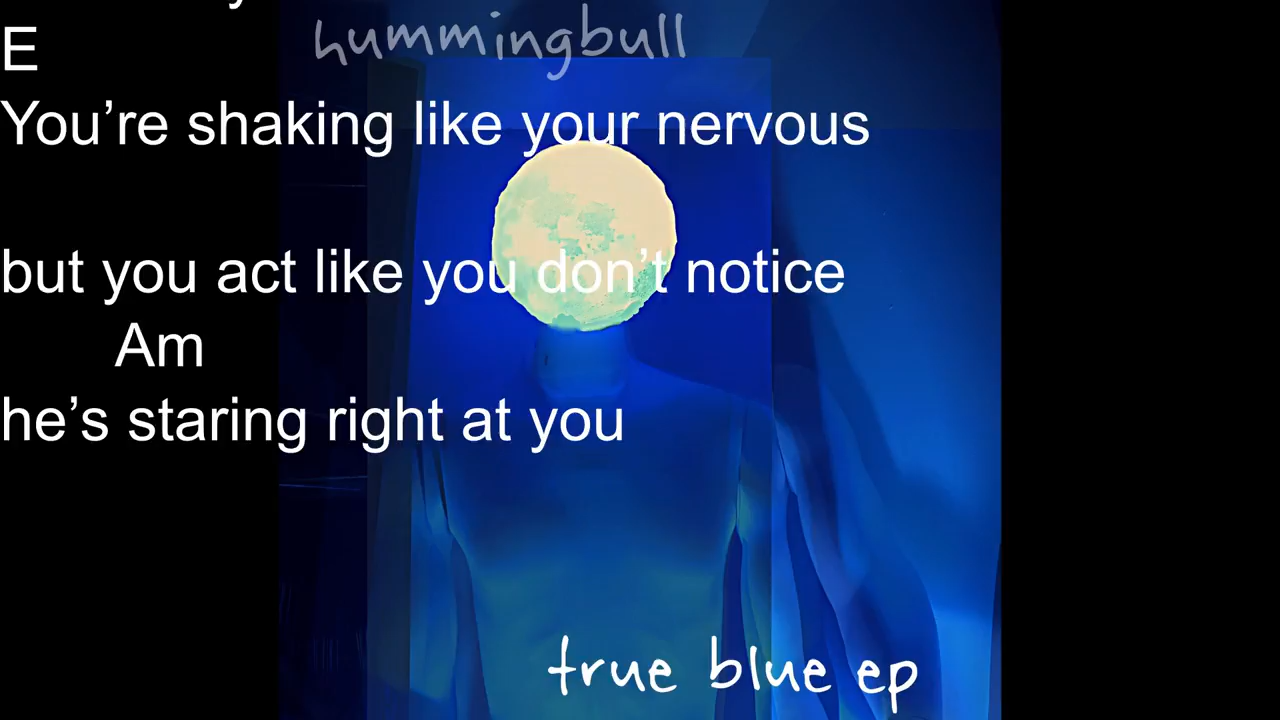 hummingbull
E
You’re shaking like your nervous
but you act like you don’t notice
Am
he’s staring right at you
true blue ep